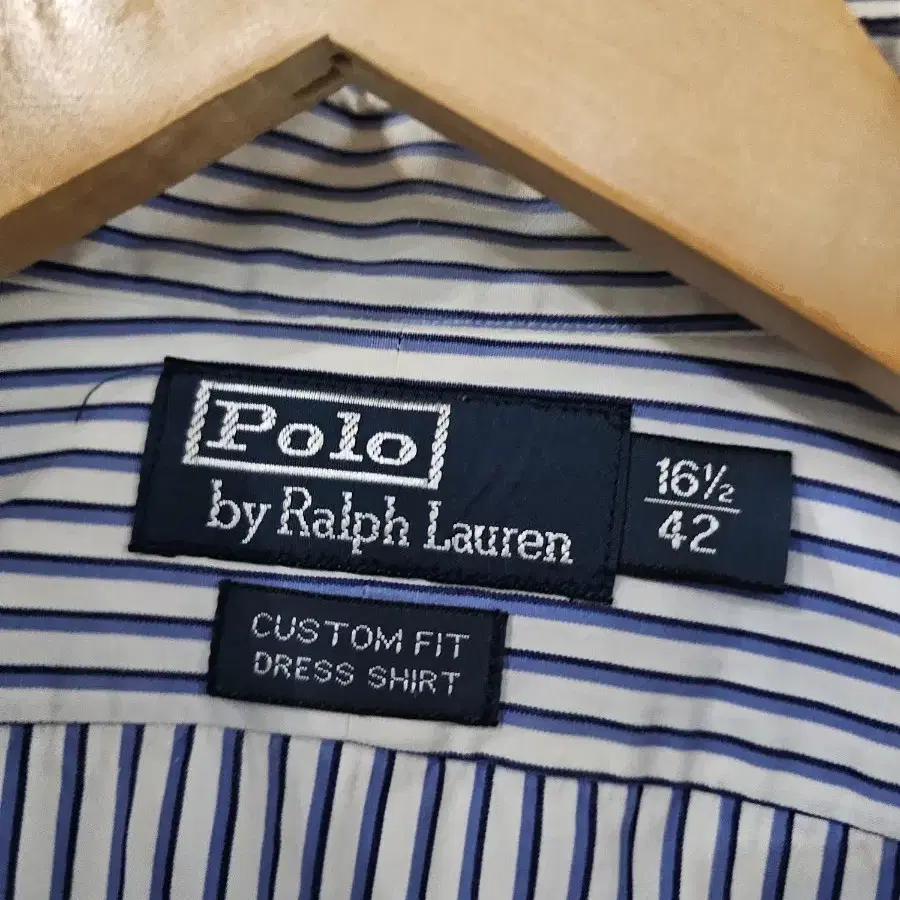 Polo
by Ralph Lauren
16½
42
CUSTOM FIT
DRESS SHIRT